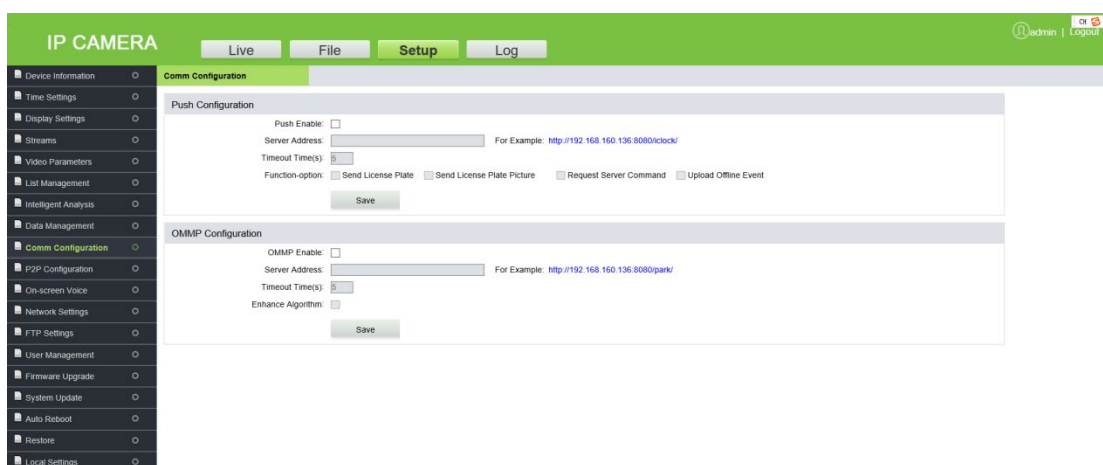 IP CAMERA
Live File Setup Log
admin | Logout
CH
Device Information
Time Settings
Display Settings
Streams
Video Parameters
List Management
Intelligent Analysis
Data Management
Comm Configuration
P2P Configuration
On-screen Voice
Network Settings
FTP Settings
User Management
Firmware Upgrade
System Update
Auto Reboot
Restore
Local Settings
Comm Configuration
Push Configuration
Push Enable:
Server Address: For Example: http://192.168.160.136:8080/iclock/
Timeout Time(s): 5
Function-option: Send License Plate Send License Plate Picture Request Server Command Upload Offline Event
Save
OMMP Configuration
OMMP Enable:
Server Address: For Example: http://192.168.160.136:8080/park/
Timeout Time(s): 5
Enhance Algorithm:
Save